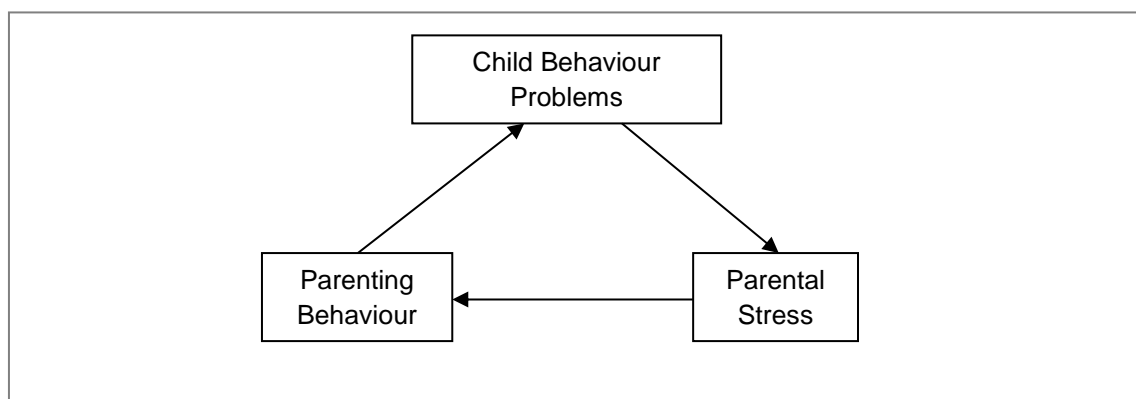 Child Behaviour
Problems
Parenting
Behaviour
Parental
Stress